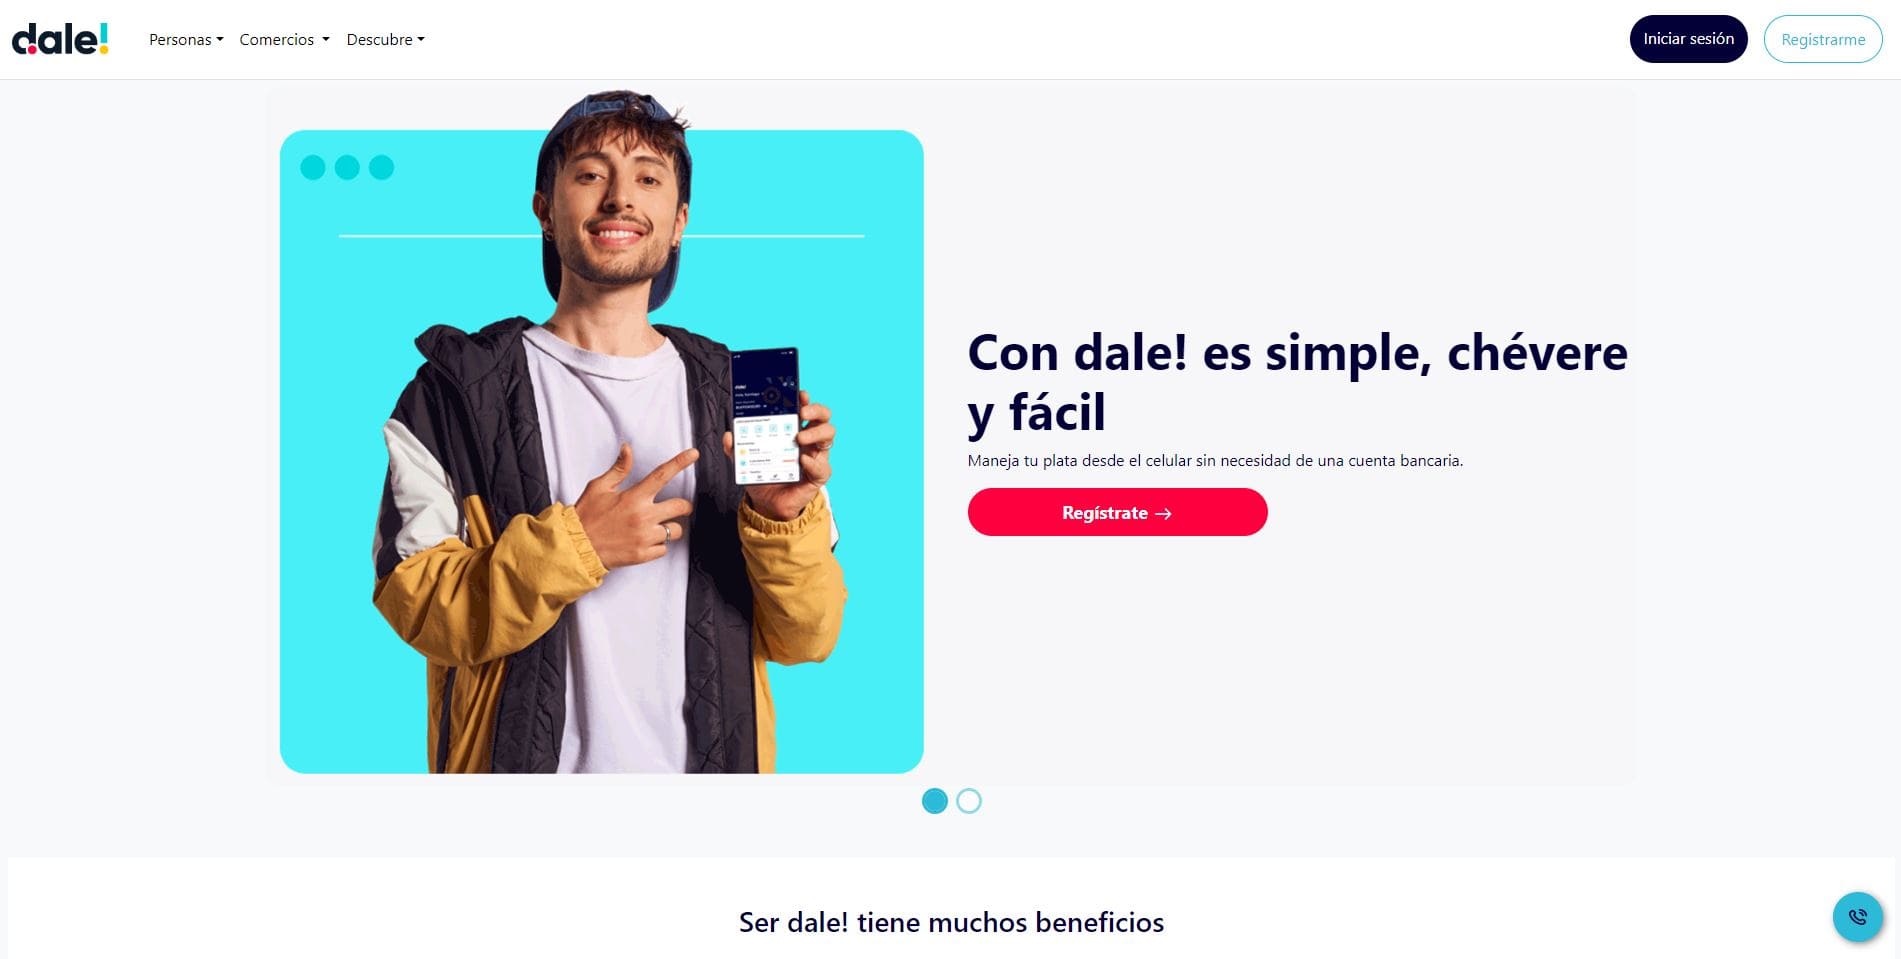 dale!
Personas
Comercios
Descubre
Iniciar sesión
Registrarme
Con dale! es simple, chévere
y fácil
Maneja tu plata desde el celular sin necesidad de una cuenta bancaria.
Regístrate →
dale!
Ser dale! tiene muchos beneficios